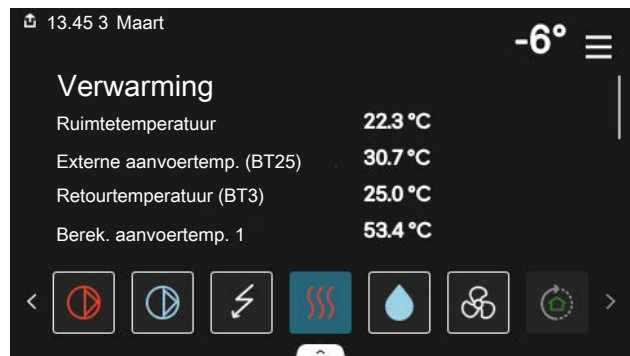 13.45 3 Maart
-6°
Verwarming
Ruimtetemperatuur 22.3 °C
Externe aanvoertemp. (BT25) 30.7 °C
Retourtemperatuur (BT3) 25.0 °C
Berek. aanvoertemp. 1 53.4 °C